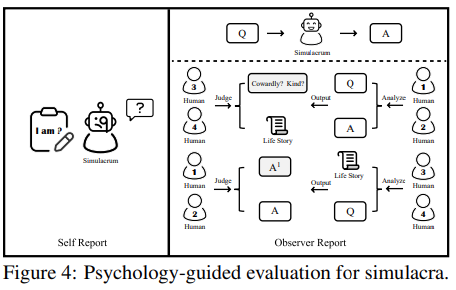 Q
A
Simulacrum
I am ?
?
Simulacrum
Self Report
3
Human
Judge
4
Human
Cowardly? Kind?
Life Story
Output
Q
A
Analyze
1
Human
2
Human
1
Human
Judge
2
Human
A¹
A
Output
Life Story
Q
Analyze
3
Human
4
Human
Observer Report
Figure 4: Psychology-guided evaluation for simulacra.